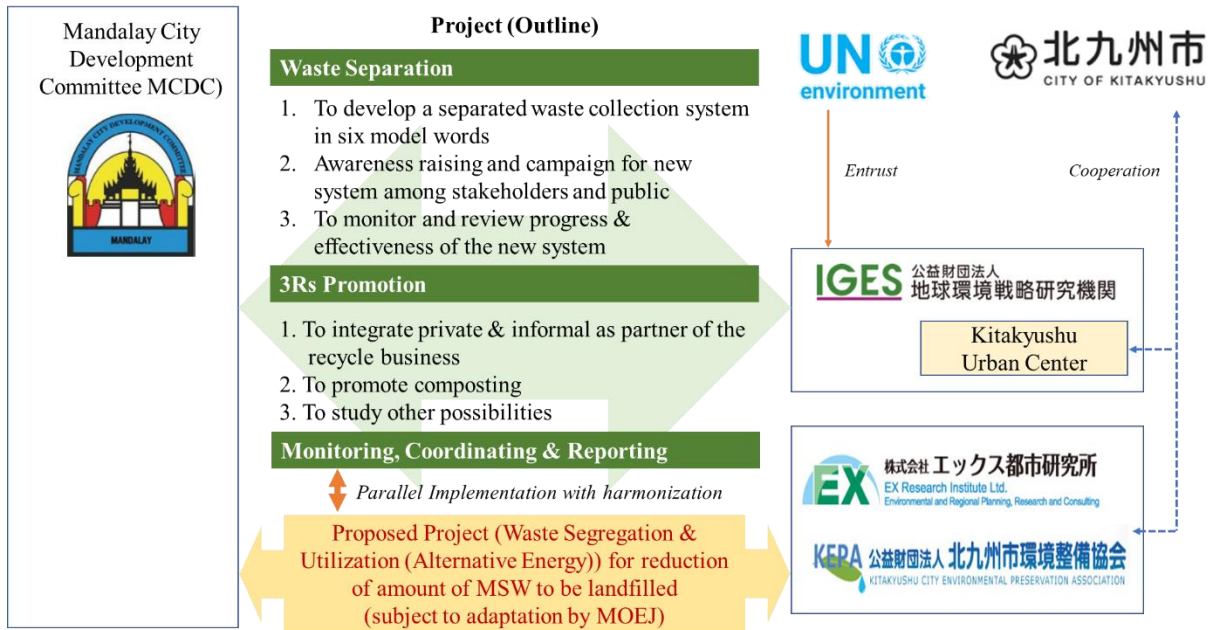 Mandalay City
Development
Committee MCDC)
MANDALAY CITY DEVELOPMENT COMMITTEE
MANDALAY
Project (Outline)
Waste Separation
1. To develop a separated waste collection system
in six model words
2. Awareness raising and campaign for new
system among stakeholders and public
3. To monitor and review progress &
effectiveness of the new system
3Rs Promotion
1. To integrate private & informal as partner of the
recycle business
2. To promote composting
3. To study other possibilities
Monitoring, Coordinating & Reporting
Parallel Implementation with harmonization
Proposed Project (Waste Segregation &
Utilization (Alternative Energy)) for reduction
of amount of MSW to be landfilled
(subject to adaptation by MOEJ)
UN
environment
北九州市
CITY OF KITAKYUSHU
Entrust
Cooperation
IGES 公益財団法人
地球環境戦略研究機関
Kitakyushu
Urban Center
EX 株式会社 エックス都市研究所
EX Research Institute Ltd.
Environmental and Regional Planning, Research and Consulting
KEPA 公益財団法人 北九州市環境整備協会
KITAKYUSHU CITY ENVIRONMENTAL PRESERVATION ASSOCIATION